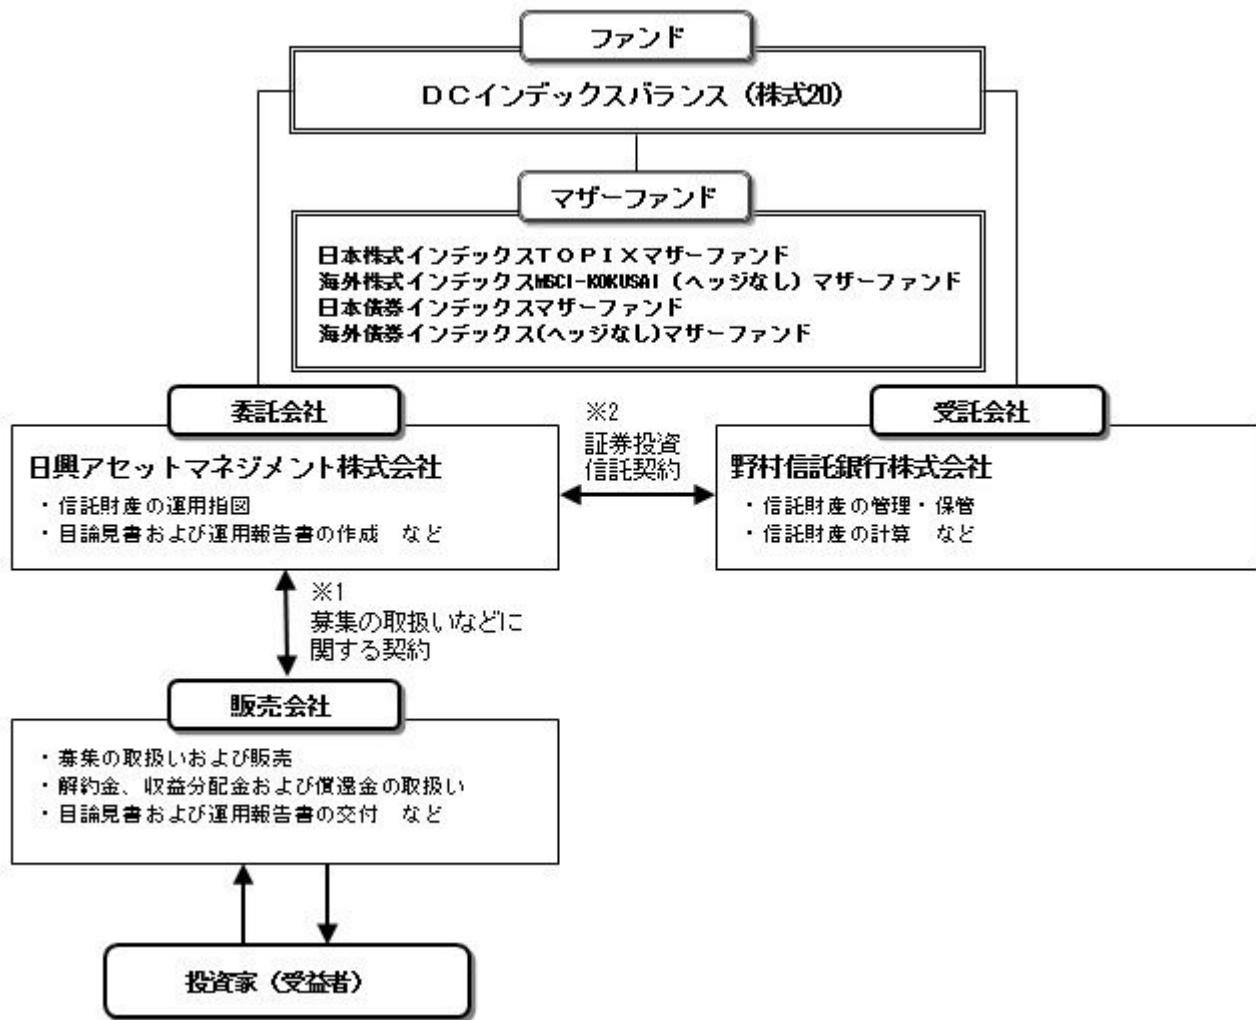 ファンド
DCインデックスバランス（株式20）
マザーファンド
日本株式インデックスTOPIXマザーファンド
海外株式インデックスMSCI-KOKUSAI（ヘッジなし）マザーファンド
日本債券インデックスマザーファンド
海外債券インデックス(ヘッジなし)マザーファンド
委託会社
日興アセットマネジメント株式会社
・信託財産の運用指図
・目論見書および運用報告書の作成　など
※2
証券投資
信託契約
受託会社
野村信託銀行株式会社
・信託財産の管理・保管
・信託財産の計算　など
※1
募集の取扱いなどに
関する契約
販売会社
・募集の取扱いおよび販売
・解約金、収益分配金および償還金の取扱い
・目論見書および運用報告書の交付　など
投資家（受益者）